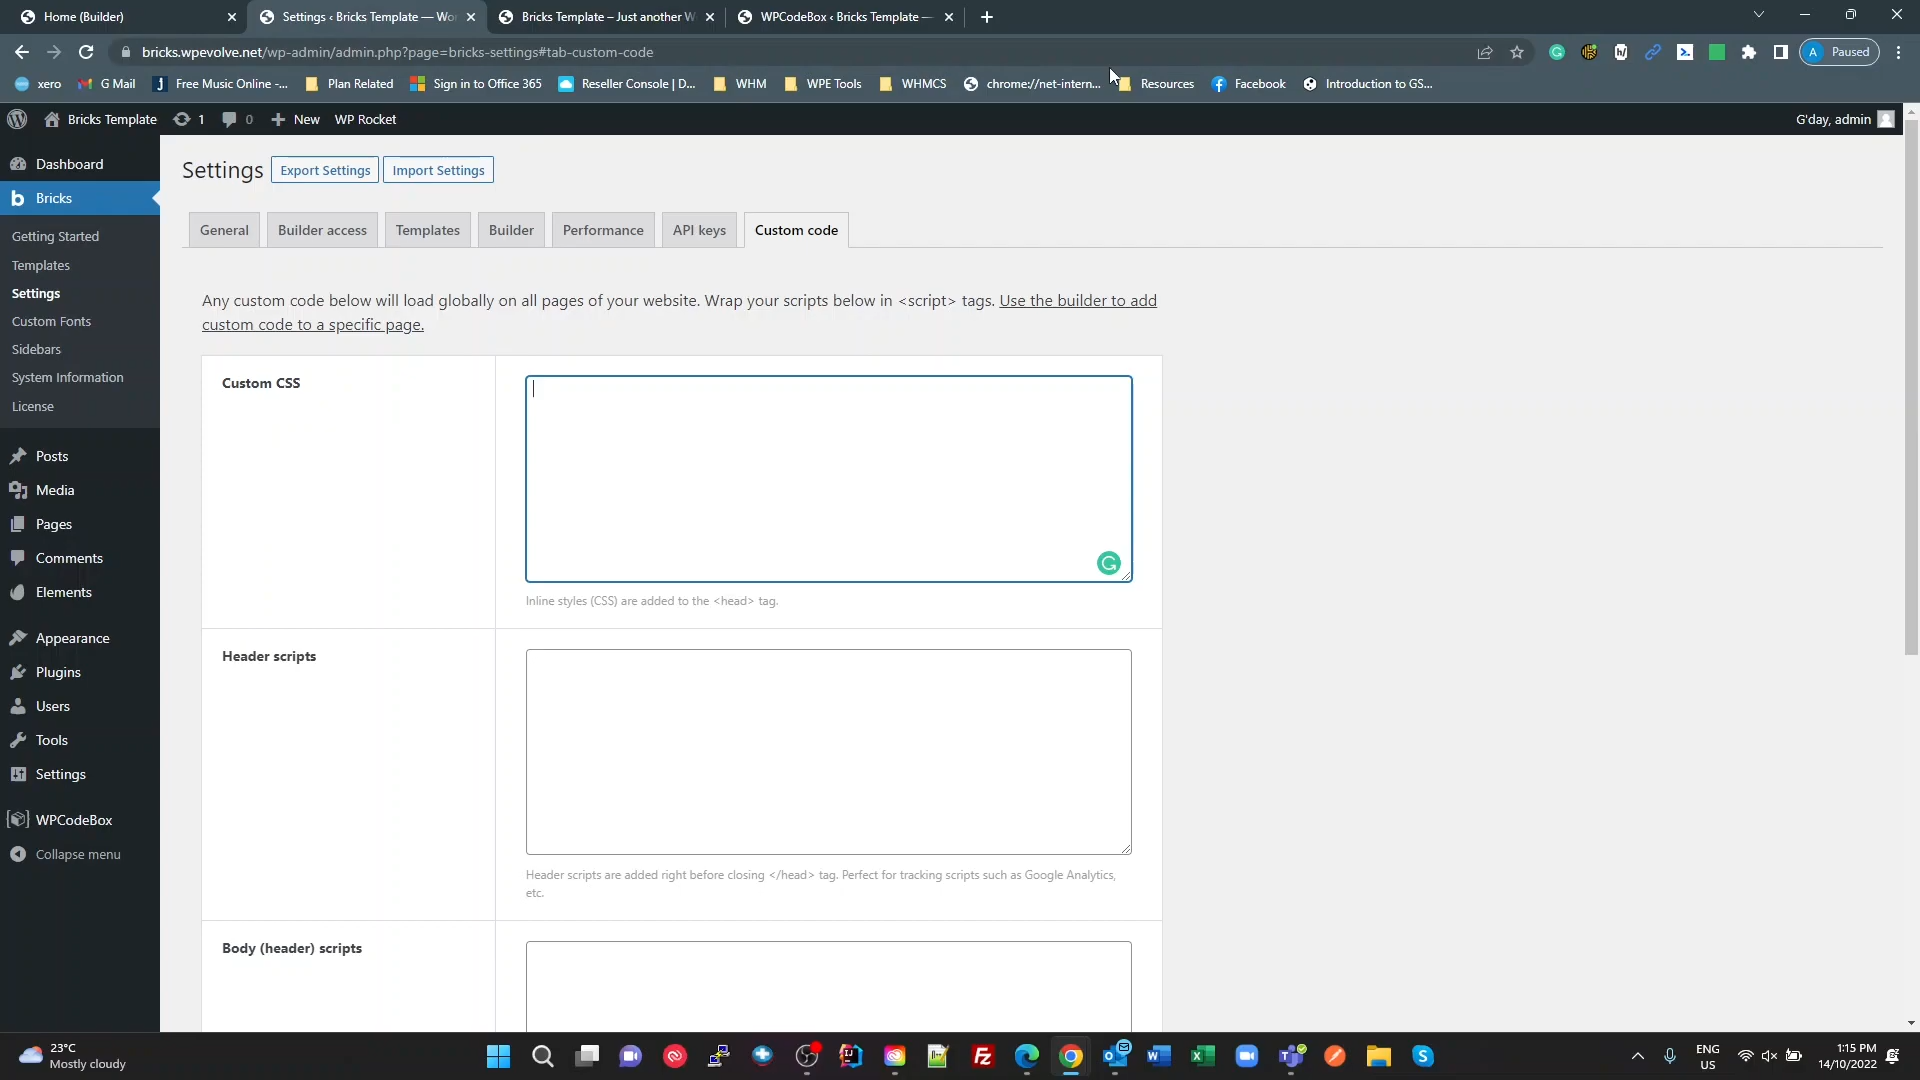 Home (Builder)
Settings ‹ Bricks Template — Wor
Bricks Template – Just another W
WPCodeBox ‹ Bricks Template —
bricks.wpevolve.net/wp-admin/admin.php?page=bricks-settings#tab-custom-code
A Paused
xero
G Mail
Free Music Online -...
Plan Related
Sign in to Office 365
Reseller Console | D...
WHM
WPE Tools
WHMCS
chrome://net-intern...
Resources
Facebook
Introduction to GS...
Bricks Template
1
0
New
WP Rocket
G'day, admin
Dashboard
Bricks
Getting Started
Templates
Settings
Custom Fonts
Sidebars
System Information
License
Posts
Media
Pages
Comments
Elements
Appearance
Plugins
Users
Tools
Settings
WPCodeBox
Collapse menu
Settings
Export Settings
Import Settings
General
Builder access
Templates
Builder
Performance
API keys
Custom code
Any custom code below will load globally on all pages of your website. Wrap your scripts below in <script> tags. Use the builder to add
custom code to a specific page.
Custom CSS
Inline styles (CSS) are added to the <head> tag.
Header scripts
Header scripts are added right before closing </head> tag. Perfect for tracking scripts such as Google Analytics,
etc.
Body (header) scripts
23°C
Mostly cloudy
ENG
US
1:15 PM
14/10/2022